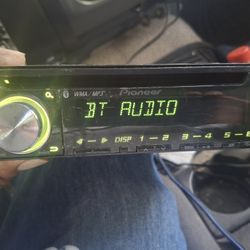 WMA/MP3 Pioneer
BT AUDIO
DISP 1 2 3 4 5 6